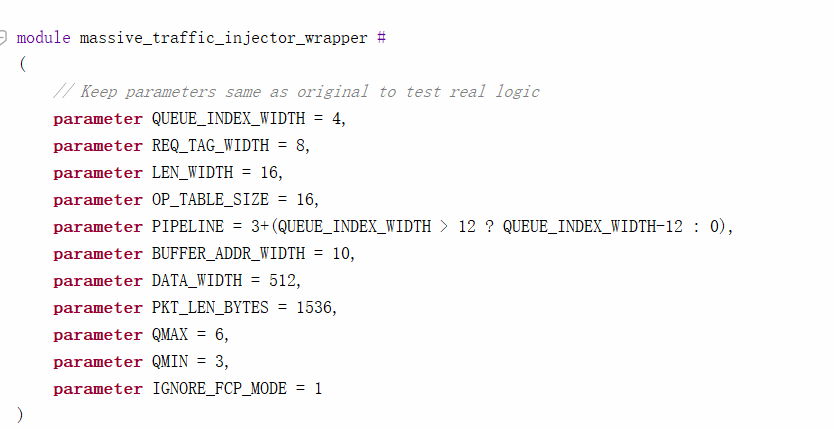 module massive_traffic_injector_wrapper #
(
// Keep parameters same as original to test real logic
parameter QUEUE_INDEX_WIDTH = 4,
parameter REQ_TAG_WIDTH = 8,
parameter LEN_WIDTH = 16,
parameter OP_TABLE_SIZE = 16,
parameter PIPELINE = 3+(QUEUE_INDEX_WIDTH > 12 ? QUEUE_INDEX_WIDTH-12 : 0),
parameter BUFFER_ADDR_WIDTH = 10,
parameter DATA_WIDTH = 512,
parameter PKT_LEN_BYTES = 1536,
parameter QMAX = 6,
parameter QMIN = 3,
parameter IGNORE_FCP_MODE = 1
)